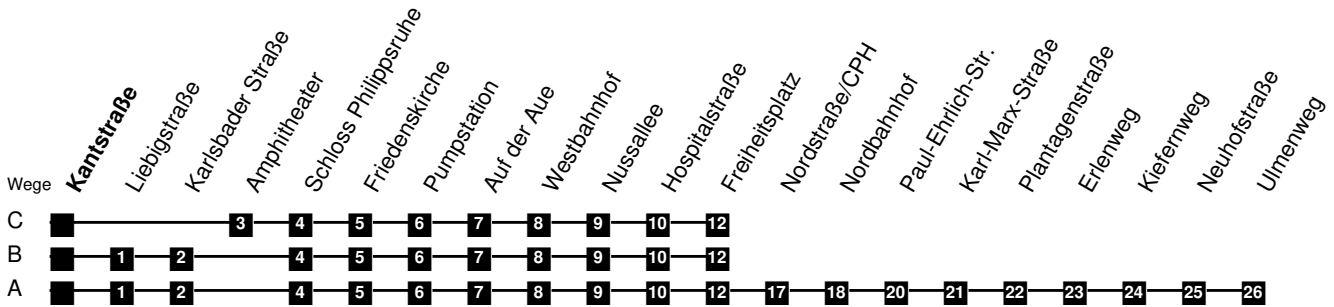 Kantstraße
Liebigstraße
Karlsbader Straße
Amphitheater
Schloss Philippsruhe
Friedenskirche
Pumpstation
Auf der Aue
Westbahnhof
Nussallee
Hospitalstraße
Freiheitsplatz
Nordstraße/CPH
Nordbahnhof
Paul-Ehrlich-Str.
Karl-Marx-Straße
Plantagenstraße
Erlenweg
Kiefernweg
Neuhofstraße
Ulmenweg
Wege
C 3 4 5 6 7 8 9 10 12
B 1 2 4 5 6 7 8 9 10 12
A 1 2 4 5 6 7 8 9 10 12 17 18 20 21 22 23 24 25 26